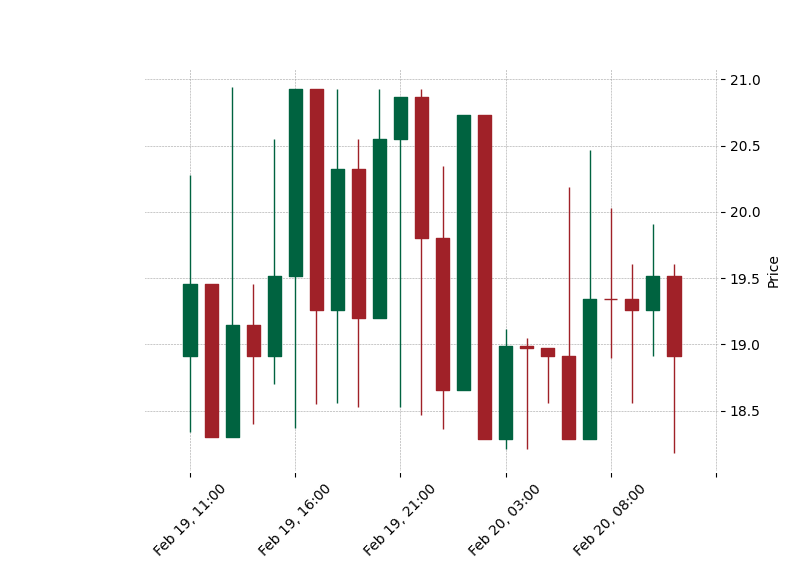 21.0
20.5
20.0
19.5
19.0
18.5
Price
Feb 19, 11:00
Feb 19, 16:00
Feb 19, 21:00
Feb 20, 03:00
Feb 20, 08:00